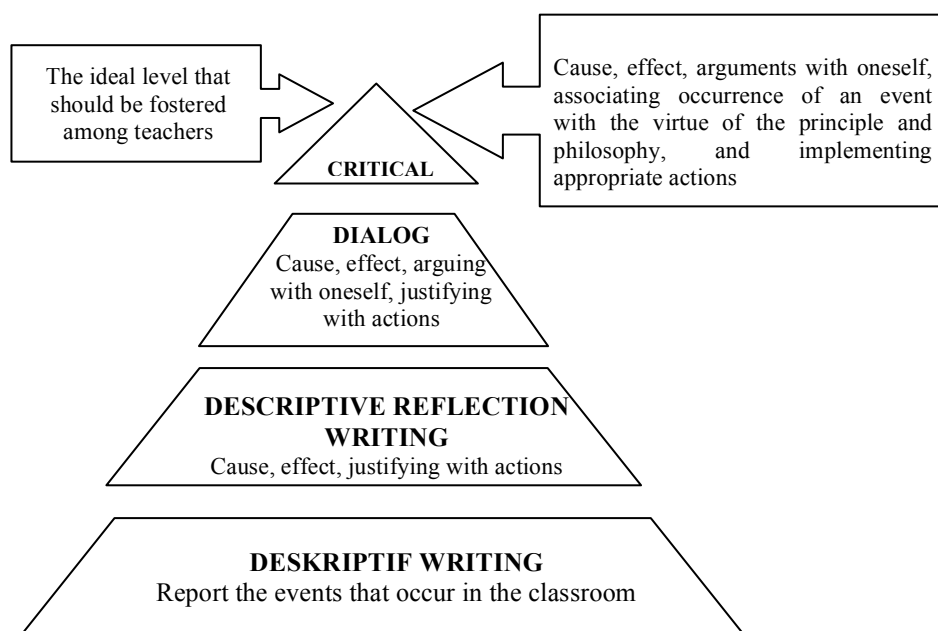 The ideal level that
should be fostered
among teachers
Cause, effect, arguments with oneself,
associating occurrence of an event
with the virtue of the principle and
philosophy, and implementing
appropriate actions
CRITICAL
DIALOG
Cause, effect, arguing
with oneself, justifying
with actions
DESCRIPTIVE REFLECTION
WRITING
Cause, effect, justifying with actions
DESKRIPTIF WRITING
Report the events that occur in the classroom